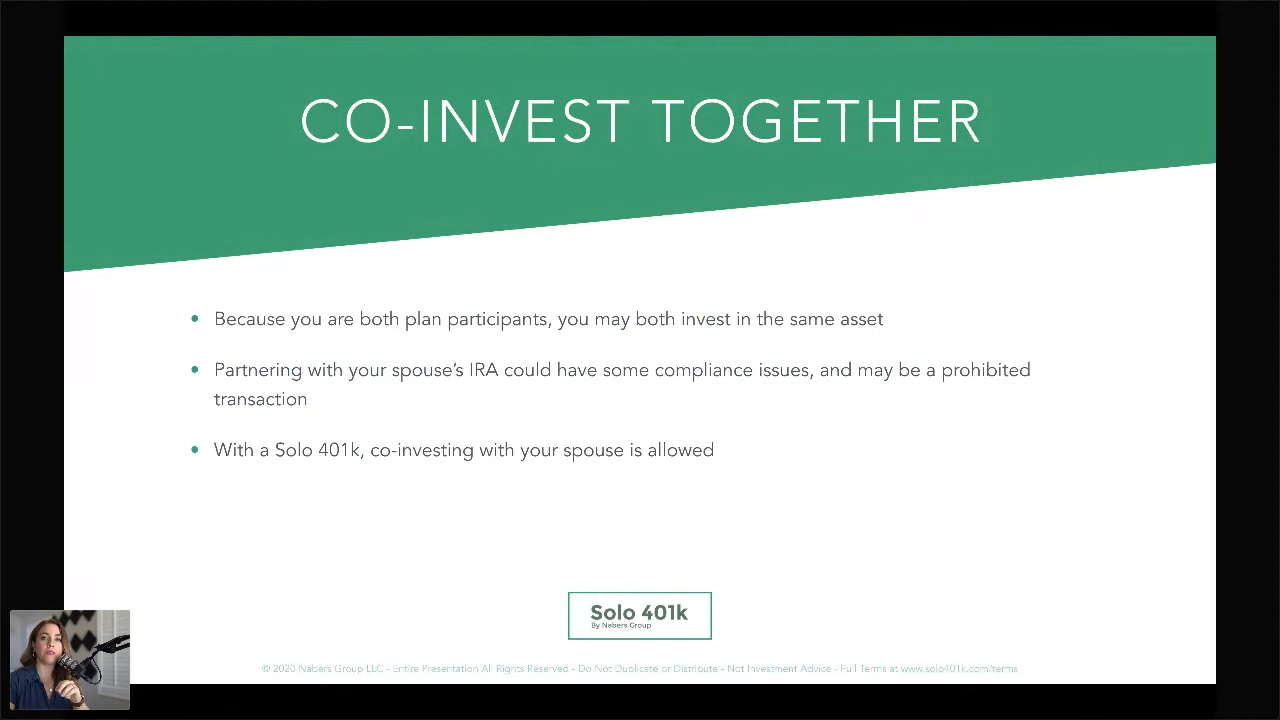 CO-INVEST TOGETHER
Because you are both plan participants, you may both invest in the same asset
Partnering with your spouse’s IRA could have some compliance issues, and may be a prohibited
transaction
With a Solo 401k, co-investing with your spouse is allowed
Solo 401k
By Nabers Group
© 2020 Nabers Group LLC - Entire Presentation All Rights Reserved - Do Not Duplicate or Distribute - Not Investment Advice - Full Terms at www.solo401k.com/terms